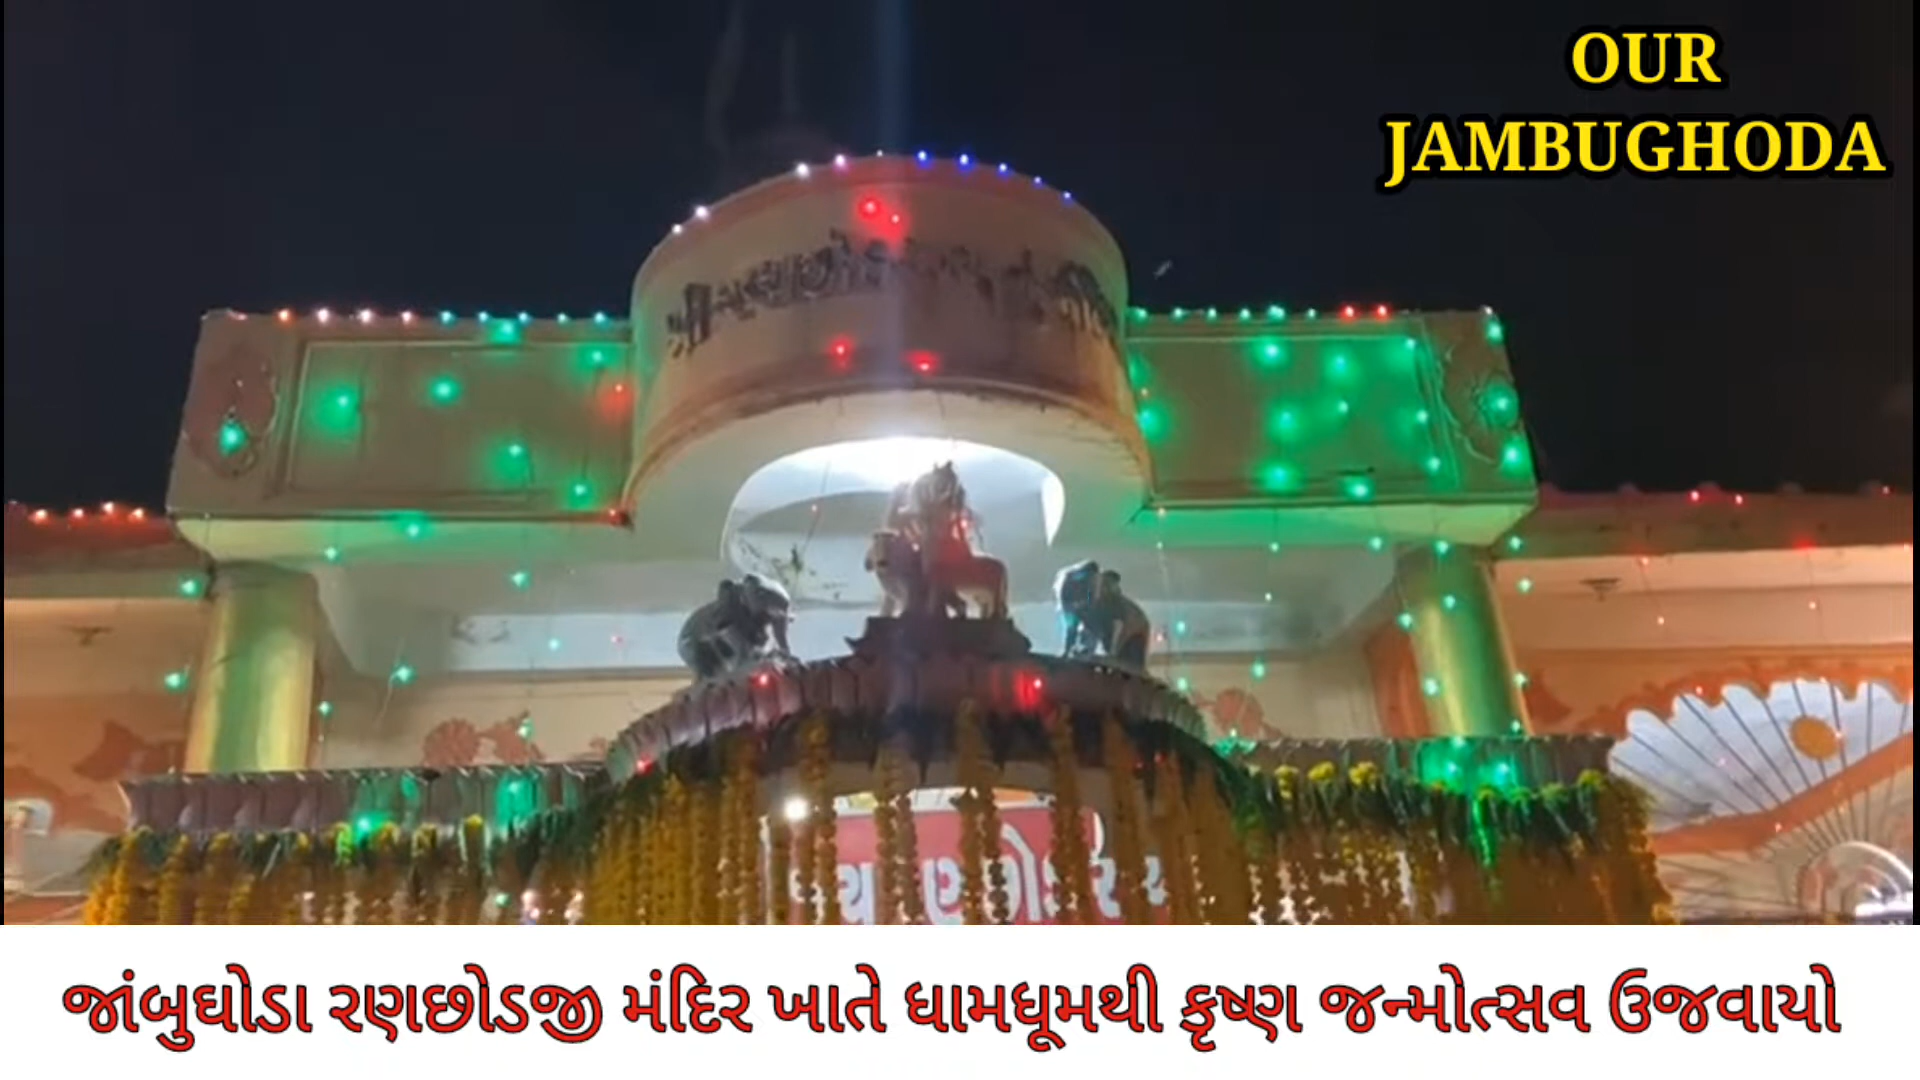 OUR
JAMBUGHODA
જાંબુઘોડા રણછોડજી મંદિર ખાતે ધામધૂમથી કૃષ્ણ જન્મોત્સવ ઉજવાયો